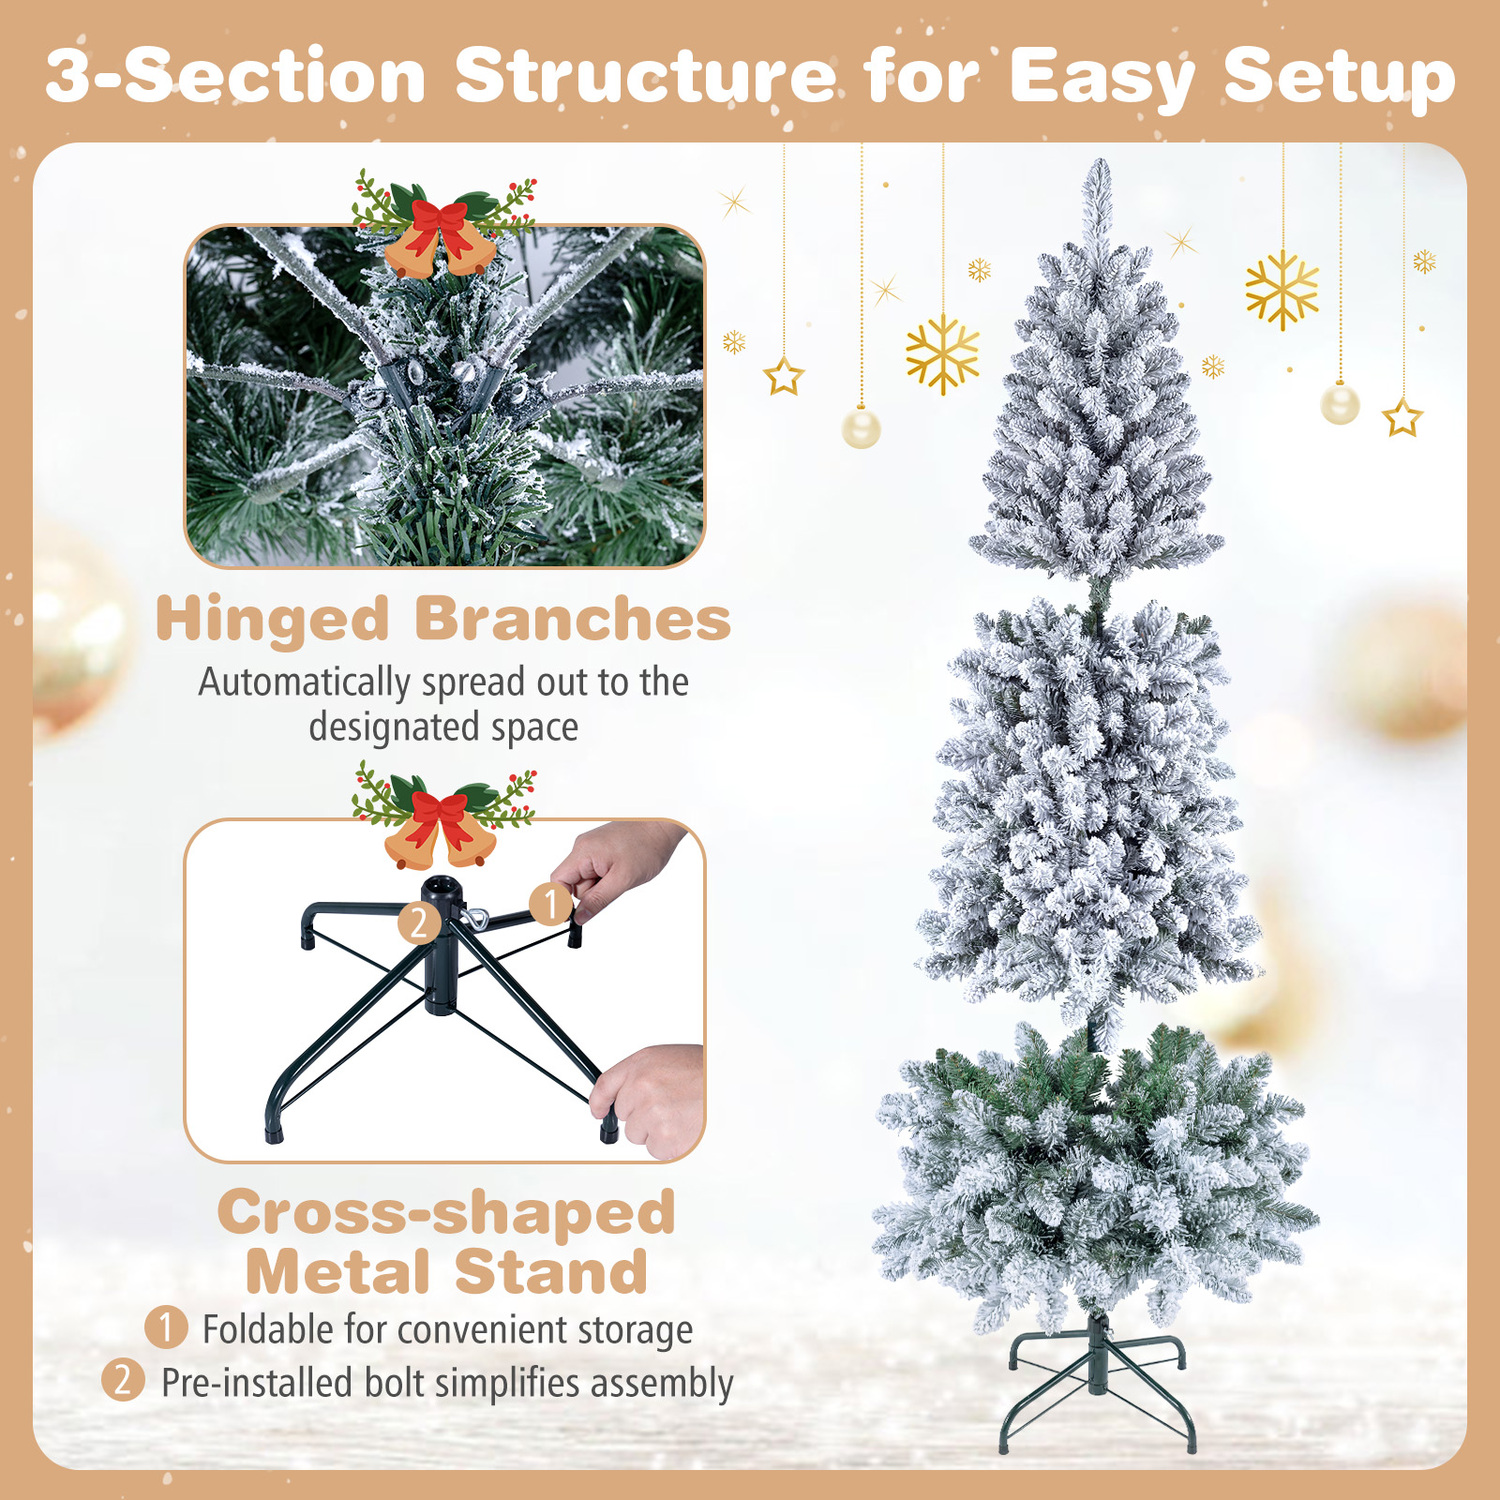 3-Section Structure for Easy Setup
Hinged Branches
Automatically spread out to the
designated space
1
2
Cross-shaped
Metal Stand
1 Foldable for convenient storage
2 Pre-installed bolt simplifies assembly